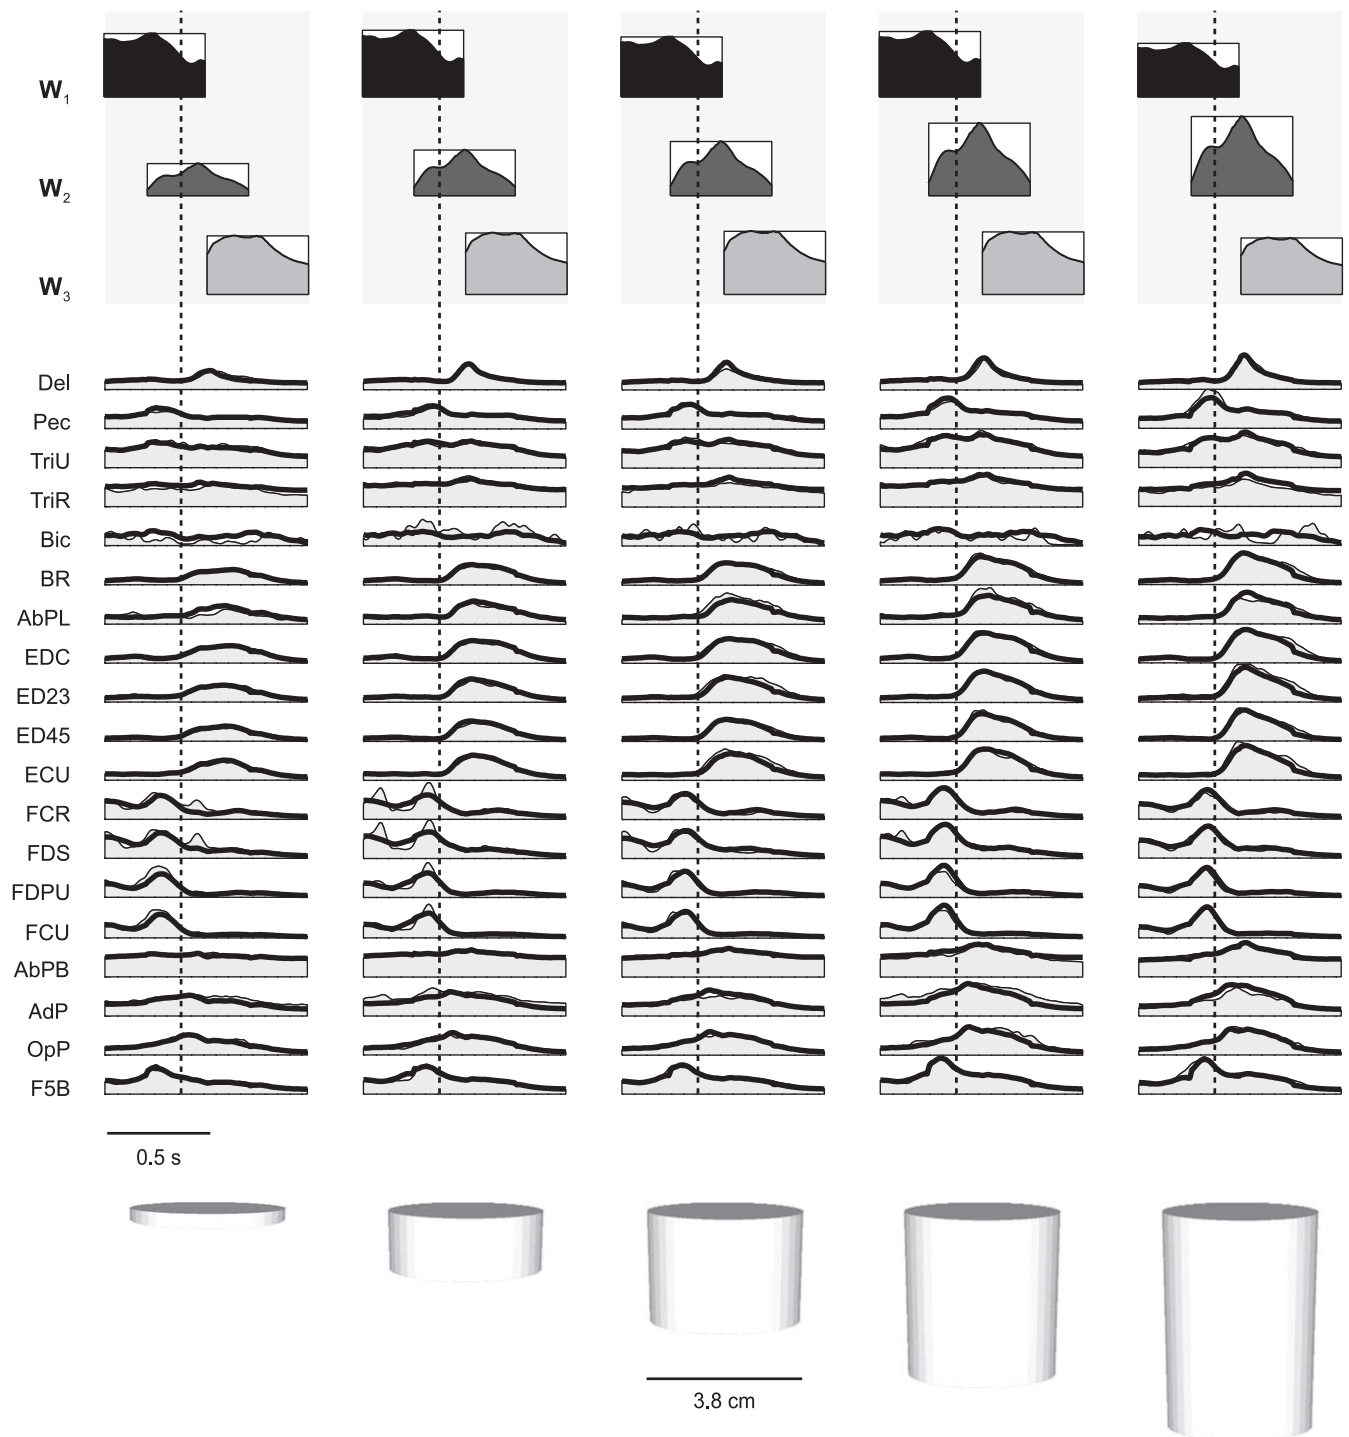 W1
W2
W3
Del
Pec
TriU
TriR
Bic
BR
AbPL
EDC
ED23
ED45
ECU
FCR
FDS
FDPU
FCU
AbPB
AdP
OpP
F5B
0.5 s
3.8 cm